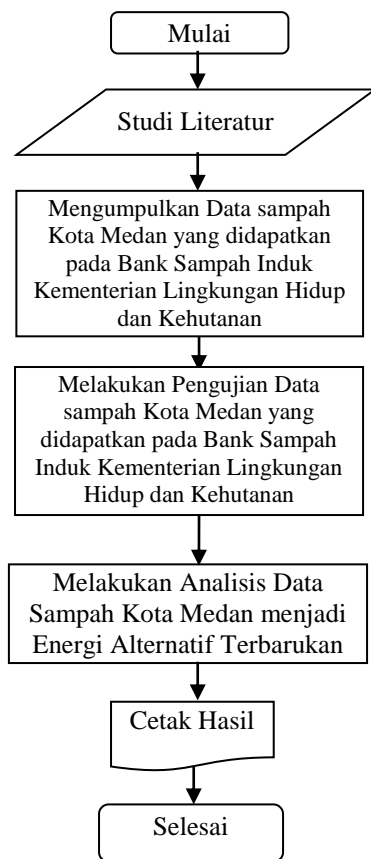 Mulai
Studi Literatur
Mengumpulkan Data sampah
Kota Medan yang didapatkan
pada Bank Sampah Induk
Kementerian Lingkungan Hidup
dan Kehutanan
Melakukan Pengujian Data
sampah Kota Medan yang
didapatkan pada Bank Sampah
Induk Kementerian Lingkungan
Hidup dan Kehutanan
Melakukan Analisis Data
Sampah Kota Medan menjadi
Energi Alternatif Terbarukan
Cetak Hasil
Selesai